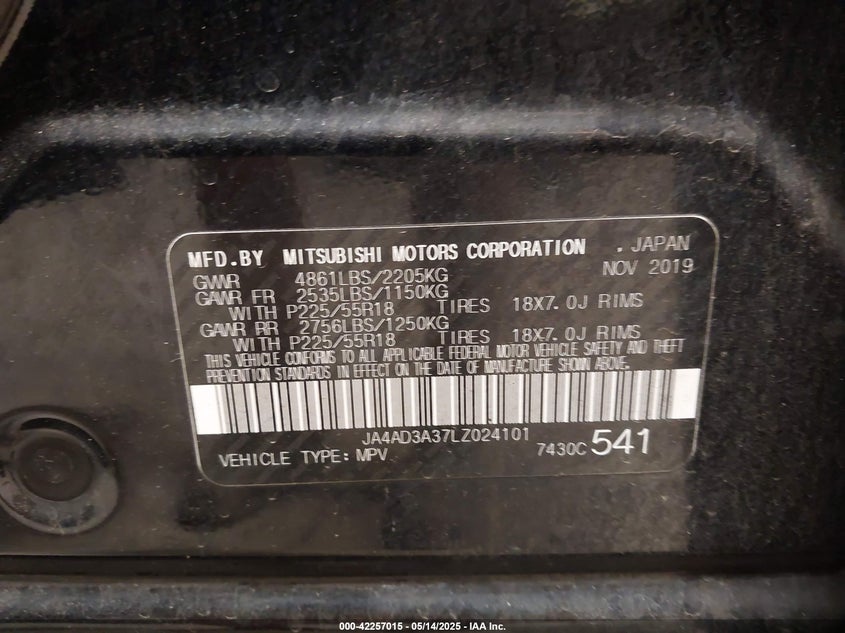 MFD.BY MITSUBISHI MOTORS CORPORATION . JAPAN
GVWR 4861LBS/2205KG NOV 2019
GAWR FR 2535LBS/1150KG
WITH P225/55R18 TIRES 18X7.0J RIMS
GAWR RR 2756LBS/1250KG
WITH P225/55R18 TIRES 18X7.0J RIMS
THIS VEHICLE CONFORMS TO ALL APPLICABLE FEDERAL MOTOR VEHICLE SAFETY AND THEFT
PREVENTION STANDARDS IN EFFECT ON THE DATE OF MANUFACTURE SHOWN ABOVE.
JA4AD3A37LZ024101
VEHICLE TYPE: MPV 7430C 541
000-42257015 - 05/14/2025 - IAA Inc.